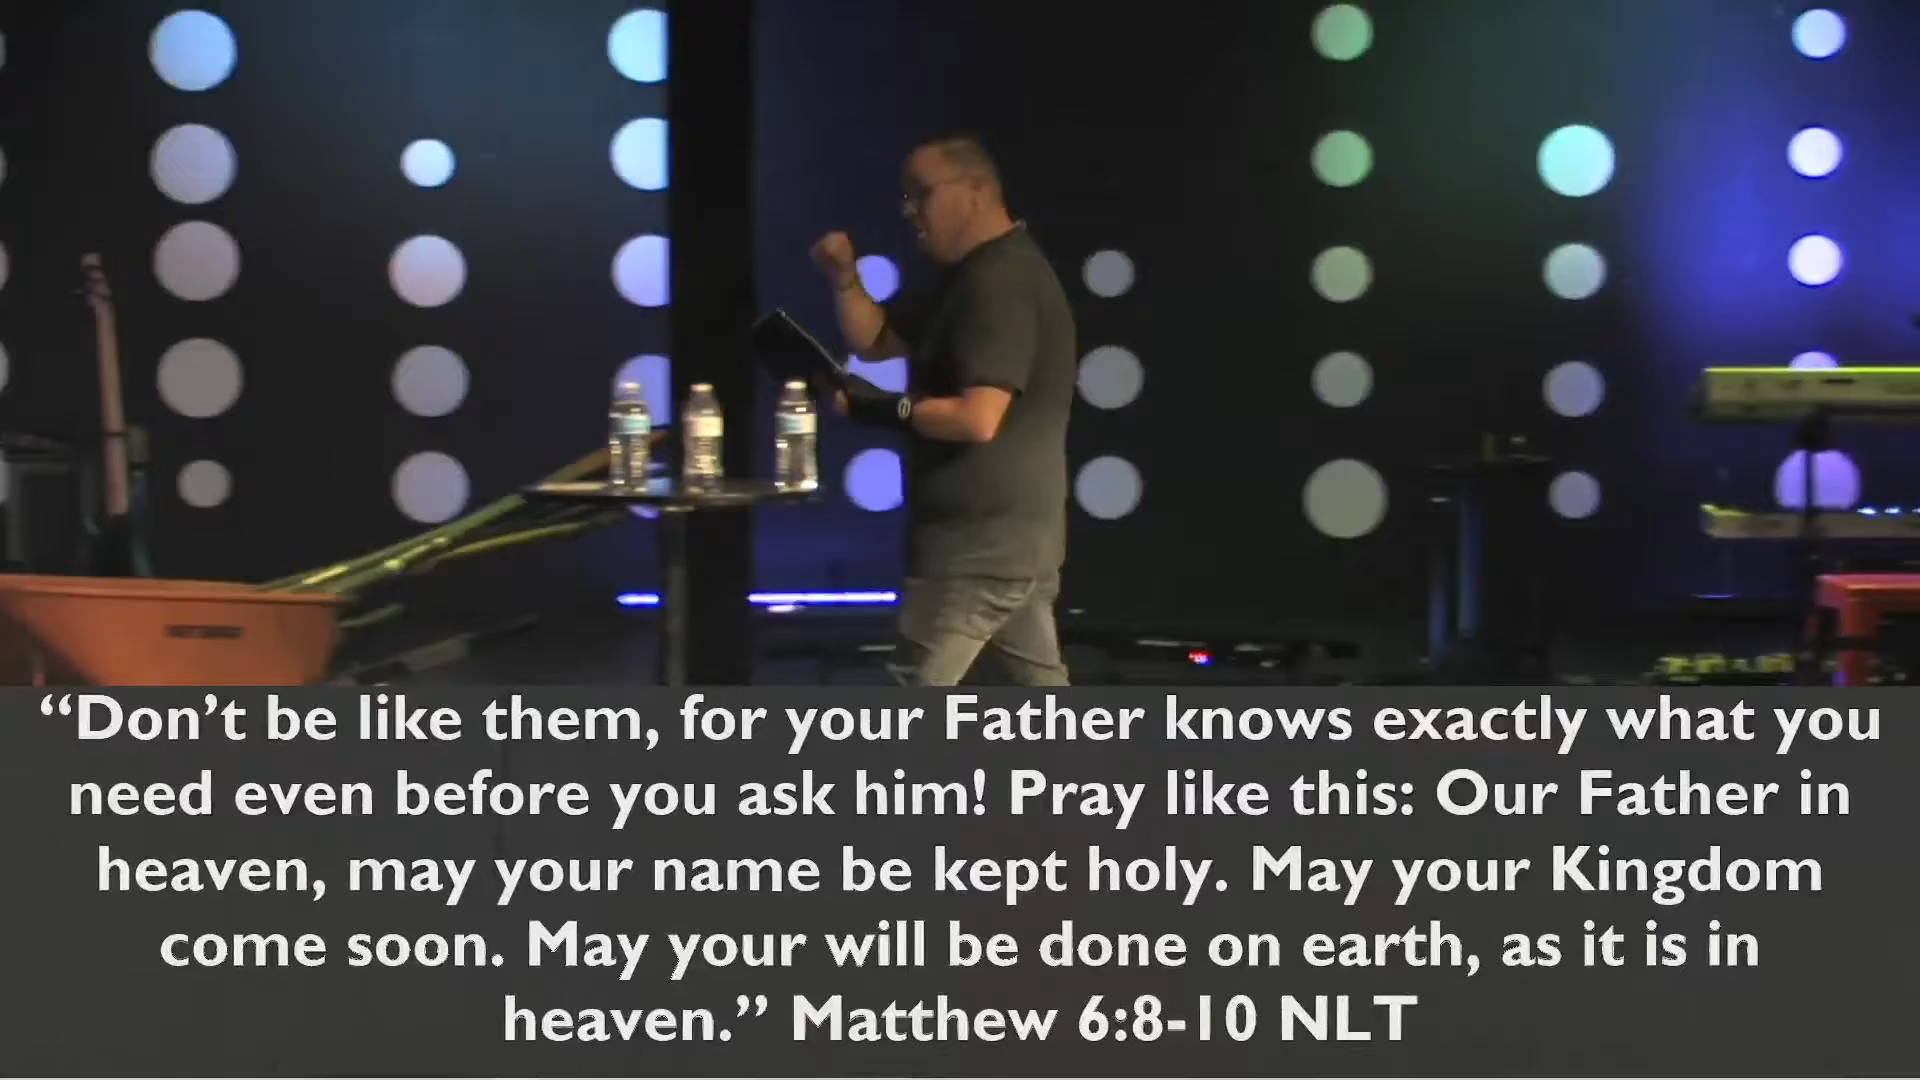 “Don’t be like them, for your Father knows exactly what you
need even before you ask him! Pray like this: Our Father in
heaven, may your name be kept holy. May your Kingdom
come soon. May your will be done on earth, as it is in
heaven.” Matthew 6:8-10 NLT